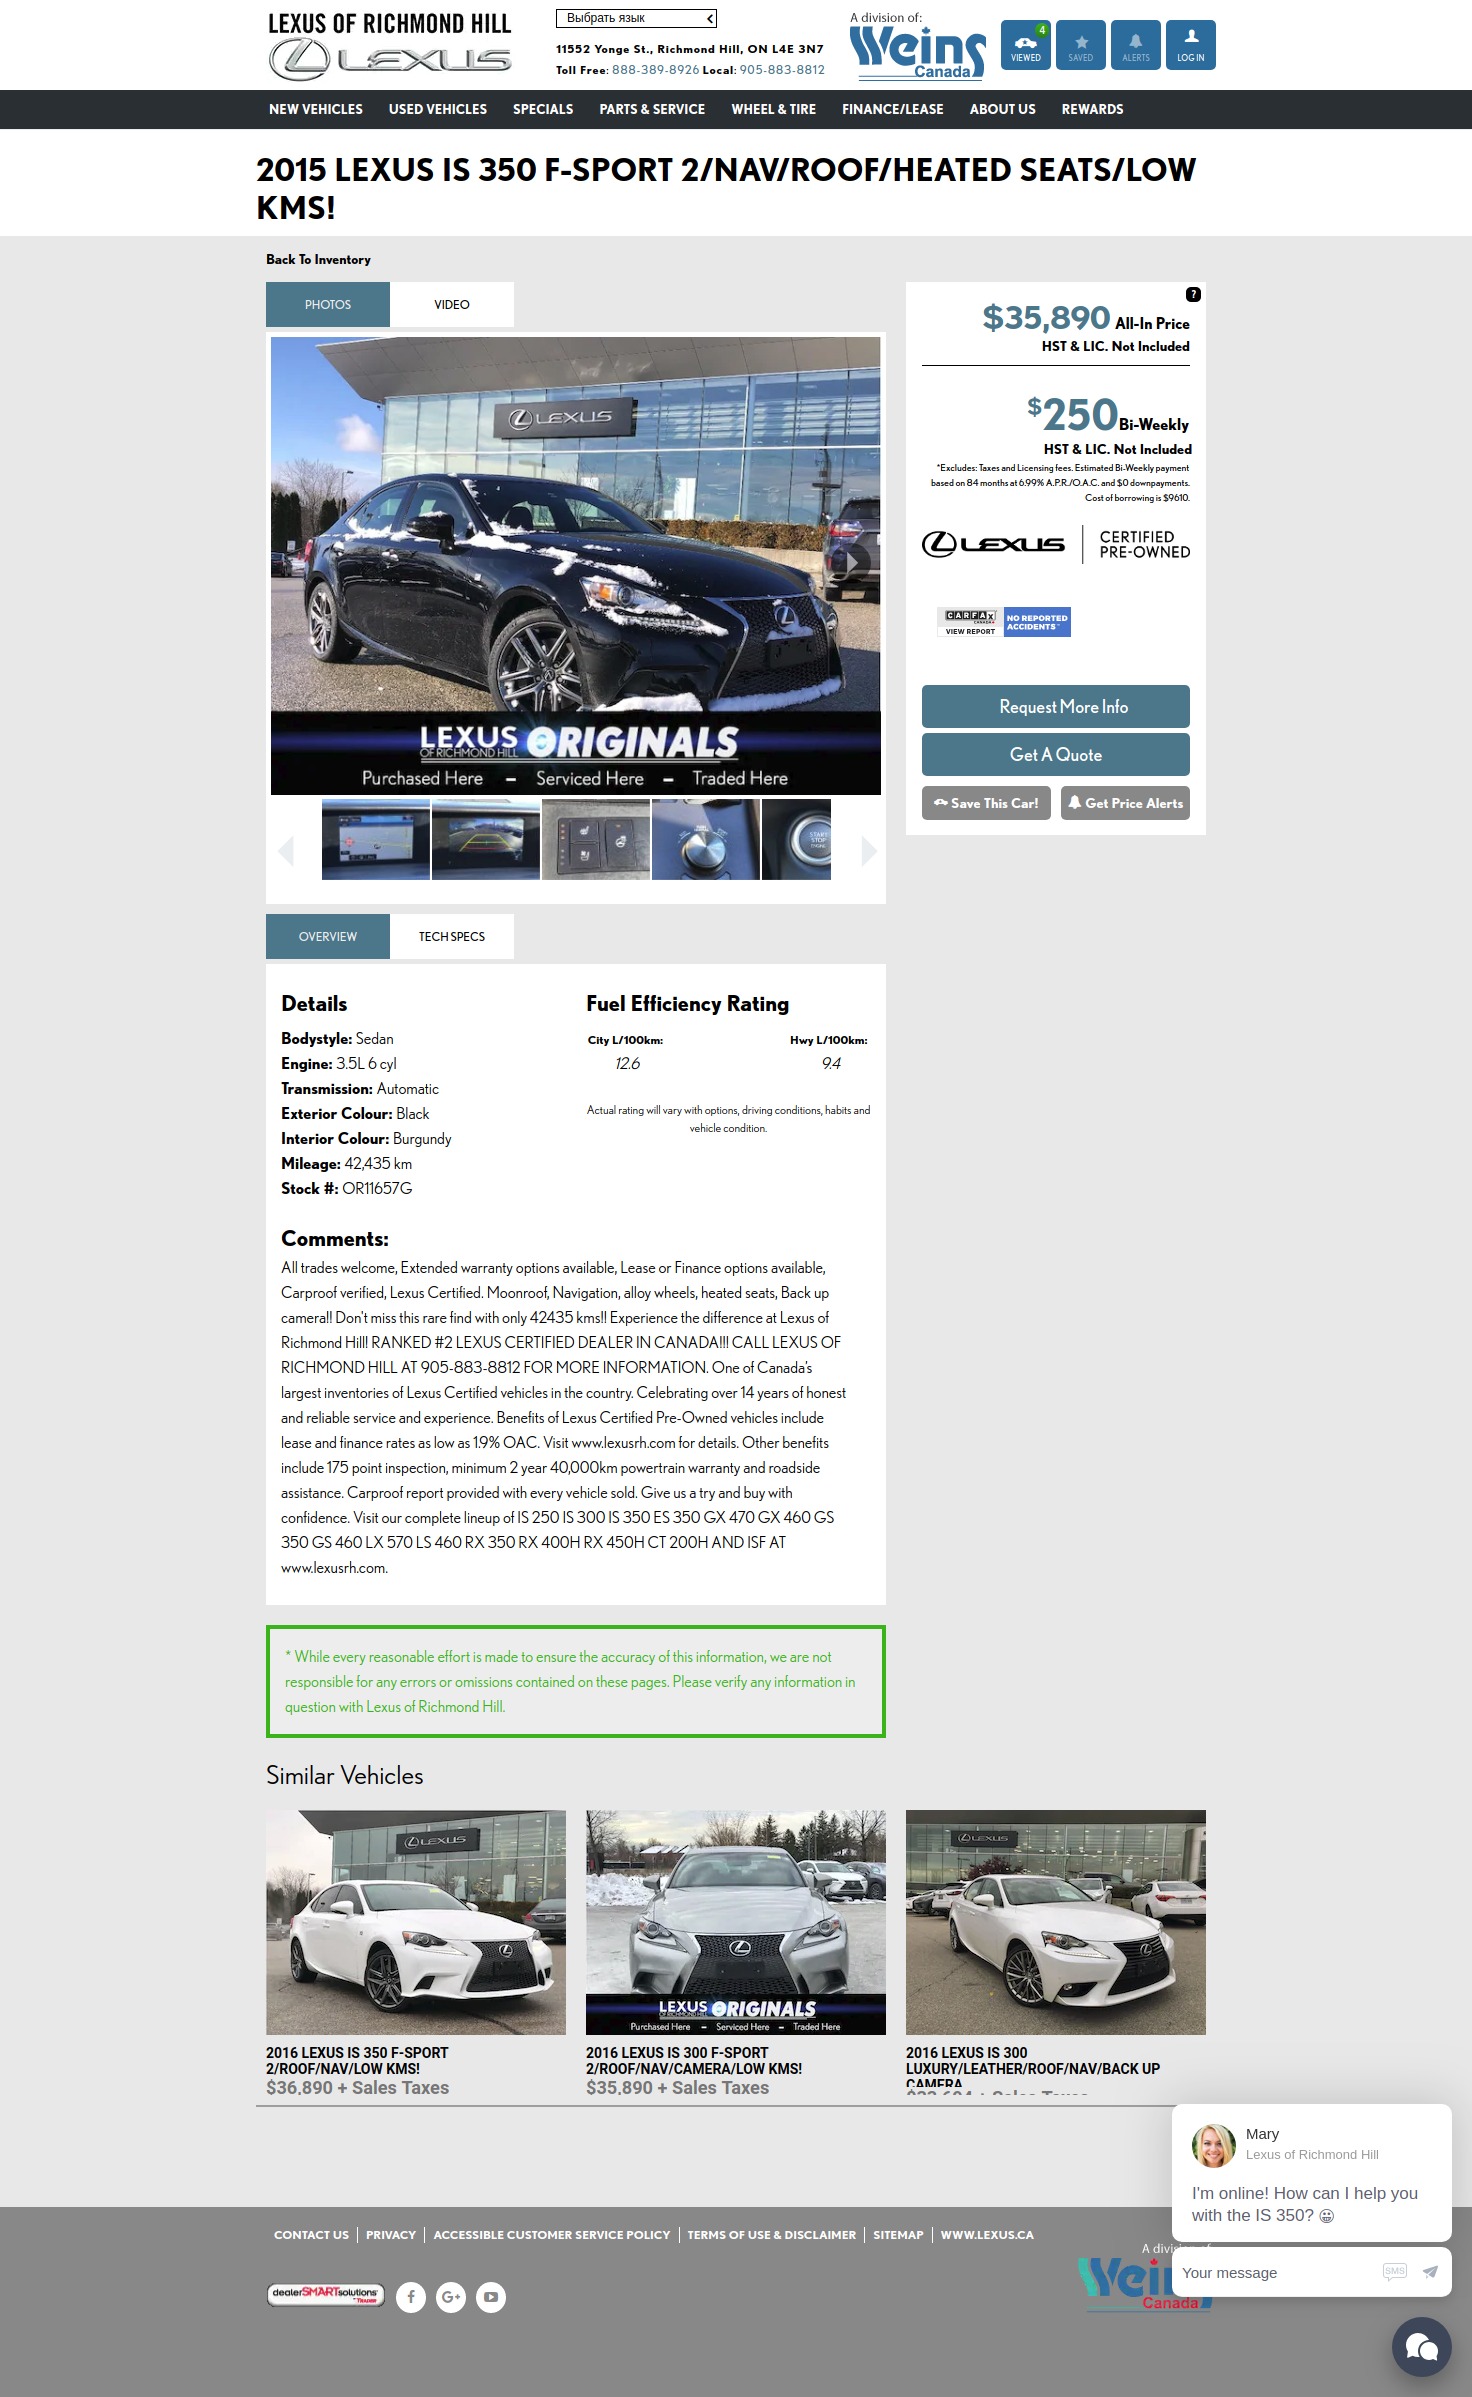 LEXUS OF RICHMOND HILL
LEXUS
Выбрать язык
11552 Yonge St., Richmond Hill, ON L4E 3N7
Toll Free: 888-389-8926 Local: 905-883-8812
A division of:
Weins
Canada
4
VIEWED
SAVED
ALERTS
LOG IN
NEW VEHICLES
USED VEHICLES
SPECIALS
PARTS & SERVICE
WHEEL & TIRE
FINANCE/LEASE
ABOUT US
REWARDS
2015 LEXUS IS 350 F-SPORT 2/NAV/ROOF/HEATED SEATS/LOW
KMS!
Back To Inventory
PHOTOS
VIDEO
LEXUS
LEXUS
OF RICHMOND HILL
ORIGINALS
Purchased Here – Serviced Here – Traded Here
START
STOP
ENGINE
?
$35,890 All-In Price
HST & LIC. Not Included
$250 Bi-Weekly
HST & LIC. Not Included
*Excludes: Taxes and Licensing fees. Estimated Bi-Weekly payment
based on 84 months at 6.99% A.P.R./O.A.C. and $0 downpayments.
Cost of borrowing is $9610.
LEXUS
CERTIFIED
PRE-OWNED
CARFAX
CANADA
VIEW REPORT
NO REPORTED
ACCIDENTS
Request More Info
Get A Quote
Save This Car!
Get Price Alerts
OVERVIEW
TECH SPECS
Details
Bodystyle: Sedan
Engine: 3.5L 6 cyl
Transmission: Automatic
Exterior Colour: Black
Interior Colour: Burgundy
Mileage: 42,435 km
Stock #: OR11657G
Fuel Efficiency Rating
City L/100km:
Hwy L/100km:
12.6
9.4
Actual rating will vary with options, driving conditions, habits and
vehicle condition.
Comments:
All trades welcome, Extended warranty options available, Lease or Finance options available,
Carproof verified, Lexus Certified. Moonroof, Navigation, alloy wheels, heated seats, Back up
camera!! Don't miss this rare find with only 42435 kms!! Experience the difference at Lexus of
Richmond Hill! RANKED #2 LEXUS CERTIFIED DEALER IN CANADA!!! CALL LEXUS OF
RICHMOND HILL AT 905-883-8812 FOR MORE INFORMATION. One of Canada's
largest inventories of Lexus Certified vehicles in the country. Celebrating over 14 years of honest
and reliable service and experience. Benefits of Lexus Certified Pre-Owned vehicles include
lease and finance rates as low as 1.9% OAC. Visit www.lexusrh.com for details. Other benefits
include 175 point inspection, minimum 2 year 40,000km powertrain warranty and roadside
assistance. Carproof report provided with every vehicle sold. Give us a try and buy with
confidence. Visit our complete lineup of IS 250 IS 300 IS 350 ES 350 GX 470 GX 460 GS
350 GS 460 LX 570 LS 460 RX 350 RX 400H RX 450H CT 200H AND ISF AT
www.lexusrh.com.
* While every reasonable effort is made to ensure the accuracy of this information, we are not
responsible for any errors or omissions contained on these pages. Please verify any information in
question with Lexus of Richmond Hill.
Similar Vehicles
LEXUS
LEXUS
OF RICHMOND HILL
ORIGINALS
Purchased Here – Serviced Here – Traded Here
LEXUS
2016 LEXUS IS 350 F-SPORT
2/ROOF/NAV/LOW KMS!
$36,890 + Sales Taxes
2016 LEXUS IS 300 F-SPORT
2/ROOF/NAV/CAMERA/LOW KMS!
$35,890 + Sales Taxes
2016 LEXUS IS 300
LUXURY/LEATHER/ROOF/NAV/BACK UP
CAMERA
Mary
Lexus of Richmond Hill
I'm online! How can I help you
with the IS 350?
Your message
SMS
CONTACT US
PRIVACY
ACCESSIBLE CUSTOMER SERVICE POLICY
TERMS OF USE & DISCLAIMER
SITEMAP
WWW.LEXUS.CA
A divi
Wei
Canada
dealerSMARTsolutions
by TRADER